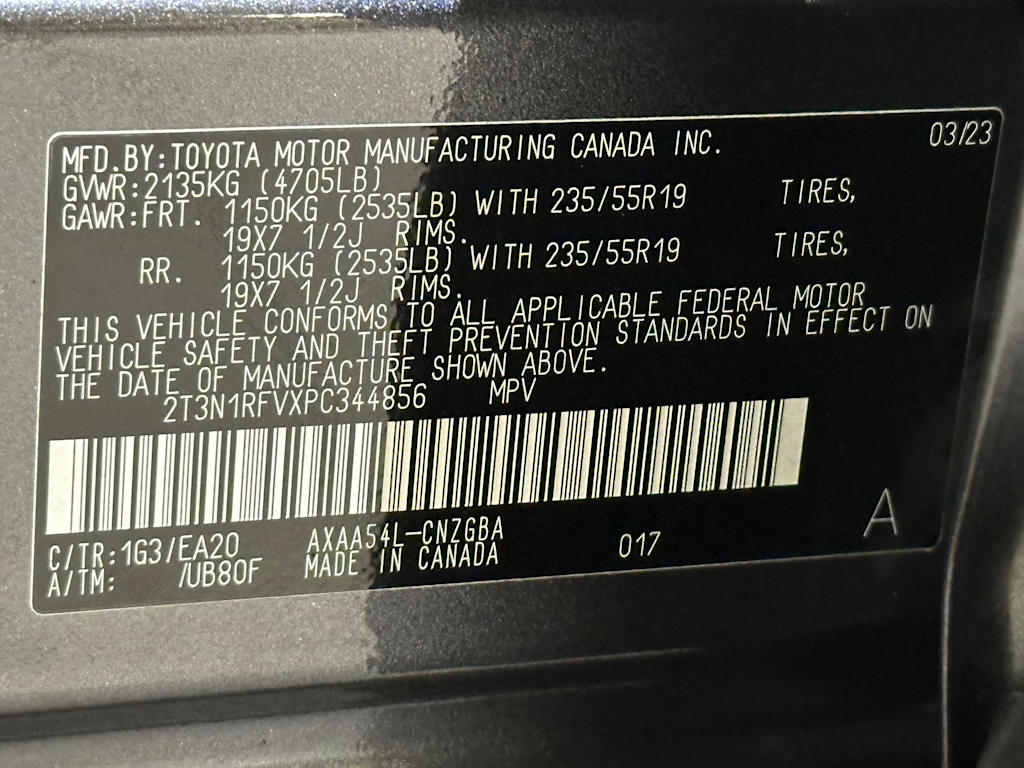 03/23
MFD.BY:TOYOTA MOTOR MANUFACTURING CANADA INC.
GVWR:2135KG (4705LB)
GAWR:FRT. 1150KG (2535LB) WITH 235/55R19 TIRES,
19X7 1/2J RIMS.
RR. 1150KG (2535LB) WITH 235/55R19 TIRES,
19X7 1/2J RIMS.
THIS VEHICLE CONFORMS TO ALL APPLICABLE FEDERAL MOTOR
VEHICLE SAFETY AND THEFT PREVENTION STANDARDS IN EFFECT ON
THE DATE OF MANUFACTURE SHOWN ABOVE.
2T3N1RFVXPC344856 MPV
C/TR:1G3/EA20 AXAA54L-CNZGBA 017 A
A/TM: /UB80F MADE IN CANADA